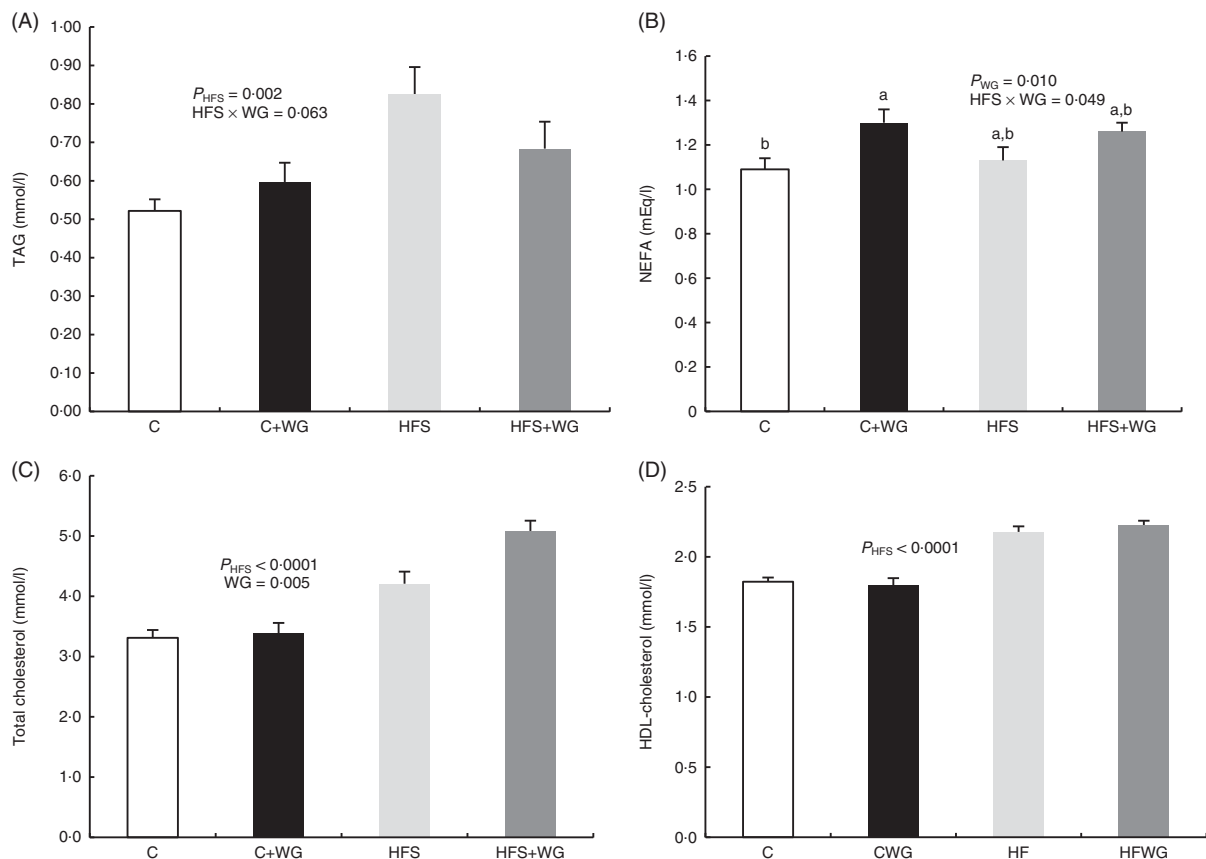 (A)
1·00
0·90
0·80
0·70
0·60
0·50
0·40
0·30
0·20
0·10
0·00
TAG (mmol/l)
PHFS = 0·002
HFS × WG = 0·063
C C+WG HFS HFS+WG
(B)
1·6
1·4
1·2
1·0
0·8
0·6
0·4
0·2
0
NEFA (mEq/l)
PWG = 0·010
HFS × WG = 0·049
b
a
a,b
a,b
C C+WG HFS HFS+WG
(C)
6·0
5·0
4·0
3·0
2·0
1·0
0·0
Total cholesterol (mmol/l)
PHFS < 0·0001
WG = 0·005
C C+WG HFS HFS+WG
(D)
2·5
2·0
1·5
1·0
0·5
0·0
HDL-cholesterol (mmol/l)
PHFS < 0·0001
C CWG HF HFWG